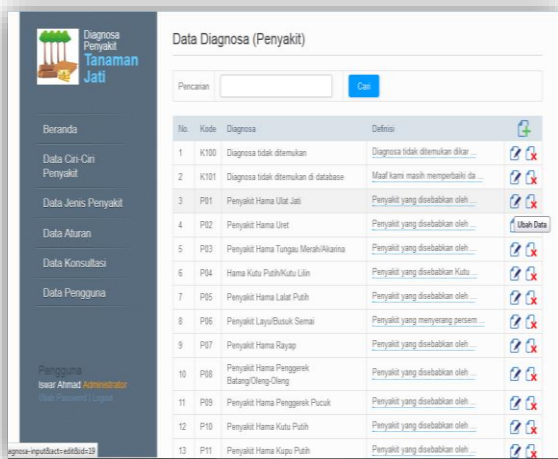 Diagnosa
Penyakit
Tanaman
Jati
Data Diagnosa (Penyakit)
Pencarian Cari
Beranda
Data Ciri-Ciri
Penyakit
Data Jenis Penyakit
Data Aturan
Data Konsultasi
Data Pengguna
Pengguna
Iswar Ahmad Administrator
Ubah Password | Logout
No. Kode Diagnosa Definisi
1 K100 Diagnosa tidak ditemukan Diagnosa tidak ditemukan dikar ...
2 K101 Diagnosa tidak ditemukan di database Maaf kami masih memperbaiki da ...
3 P01 Penyakit Hama Ulat Jati Penyakit yang disebabkan oleh ...
4 P02 Penyakit Hama Uret Penyakit yang disebabkan oleh ... Ubah Data
5 P03 Penyakit Hama Tungau Merah/Akarina Penyakit yang disebabkan oleh ...
6 P04 Hama Kutu Putih/Kutu Lilin Penyakit yang disebabkan Kutu ...
7 P05 Penyakit Hama Lalat Putih Penyakit yang disebabkan oleh ...
8 P06 Penyakit Layu/Busuk Semai Penyakit yang menyerang persem ...
9 P07 Penyakit Hama Rayap Penyakit yang disebabkan oleh ...
10 P08 Penyakit Hama Penggerek
Batang/Oleng-Oleng Penyakit yang disebabkan oleh ...
11 P09 Penyakit Hama Penggerek Pucuk Penyakit yang disebabkan oleh ...
12 P10 Penyakit Hama Kutu Putih Penyakit yang disebabkan oleh ...
13 P11 Penyakit Hama Kupu Putih Penyakit yang disebabkan oleh ...
agnosa-input&act=edit&id=19